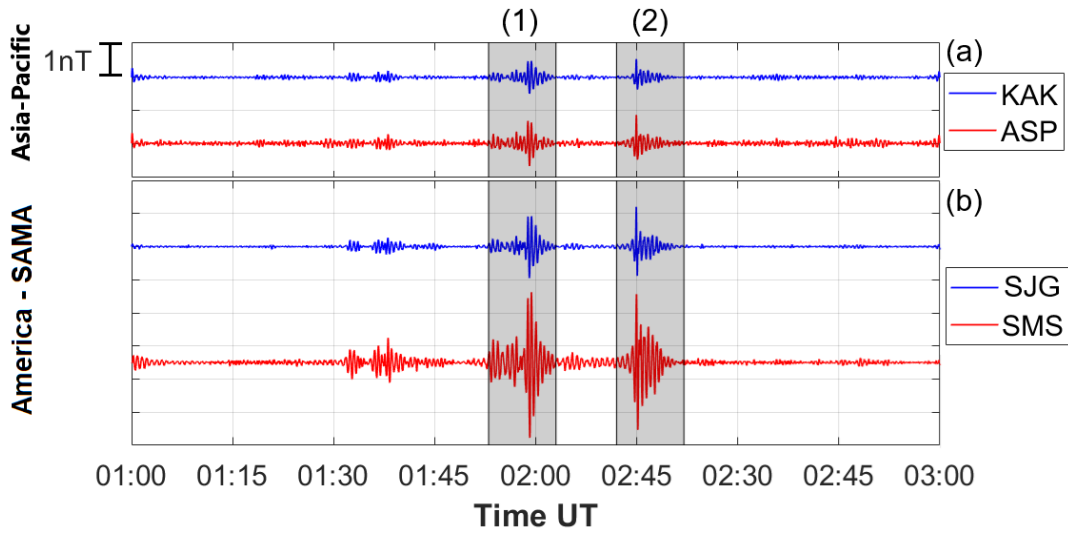 (1) (2)
1nT
Asia-Pacific
(a)
KAK
ASP
America - SAMA
(b)
SJG
SMS
01:00 01:15 01:30 01:45 02:00 02:45 02:30 02:45 03:00
Time UT